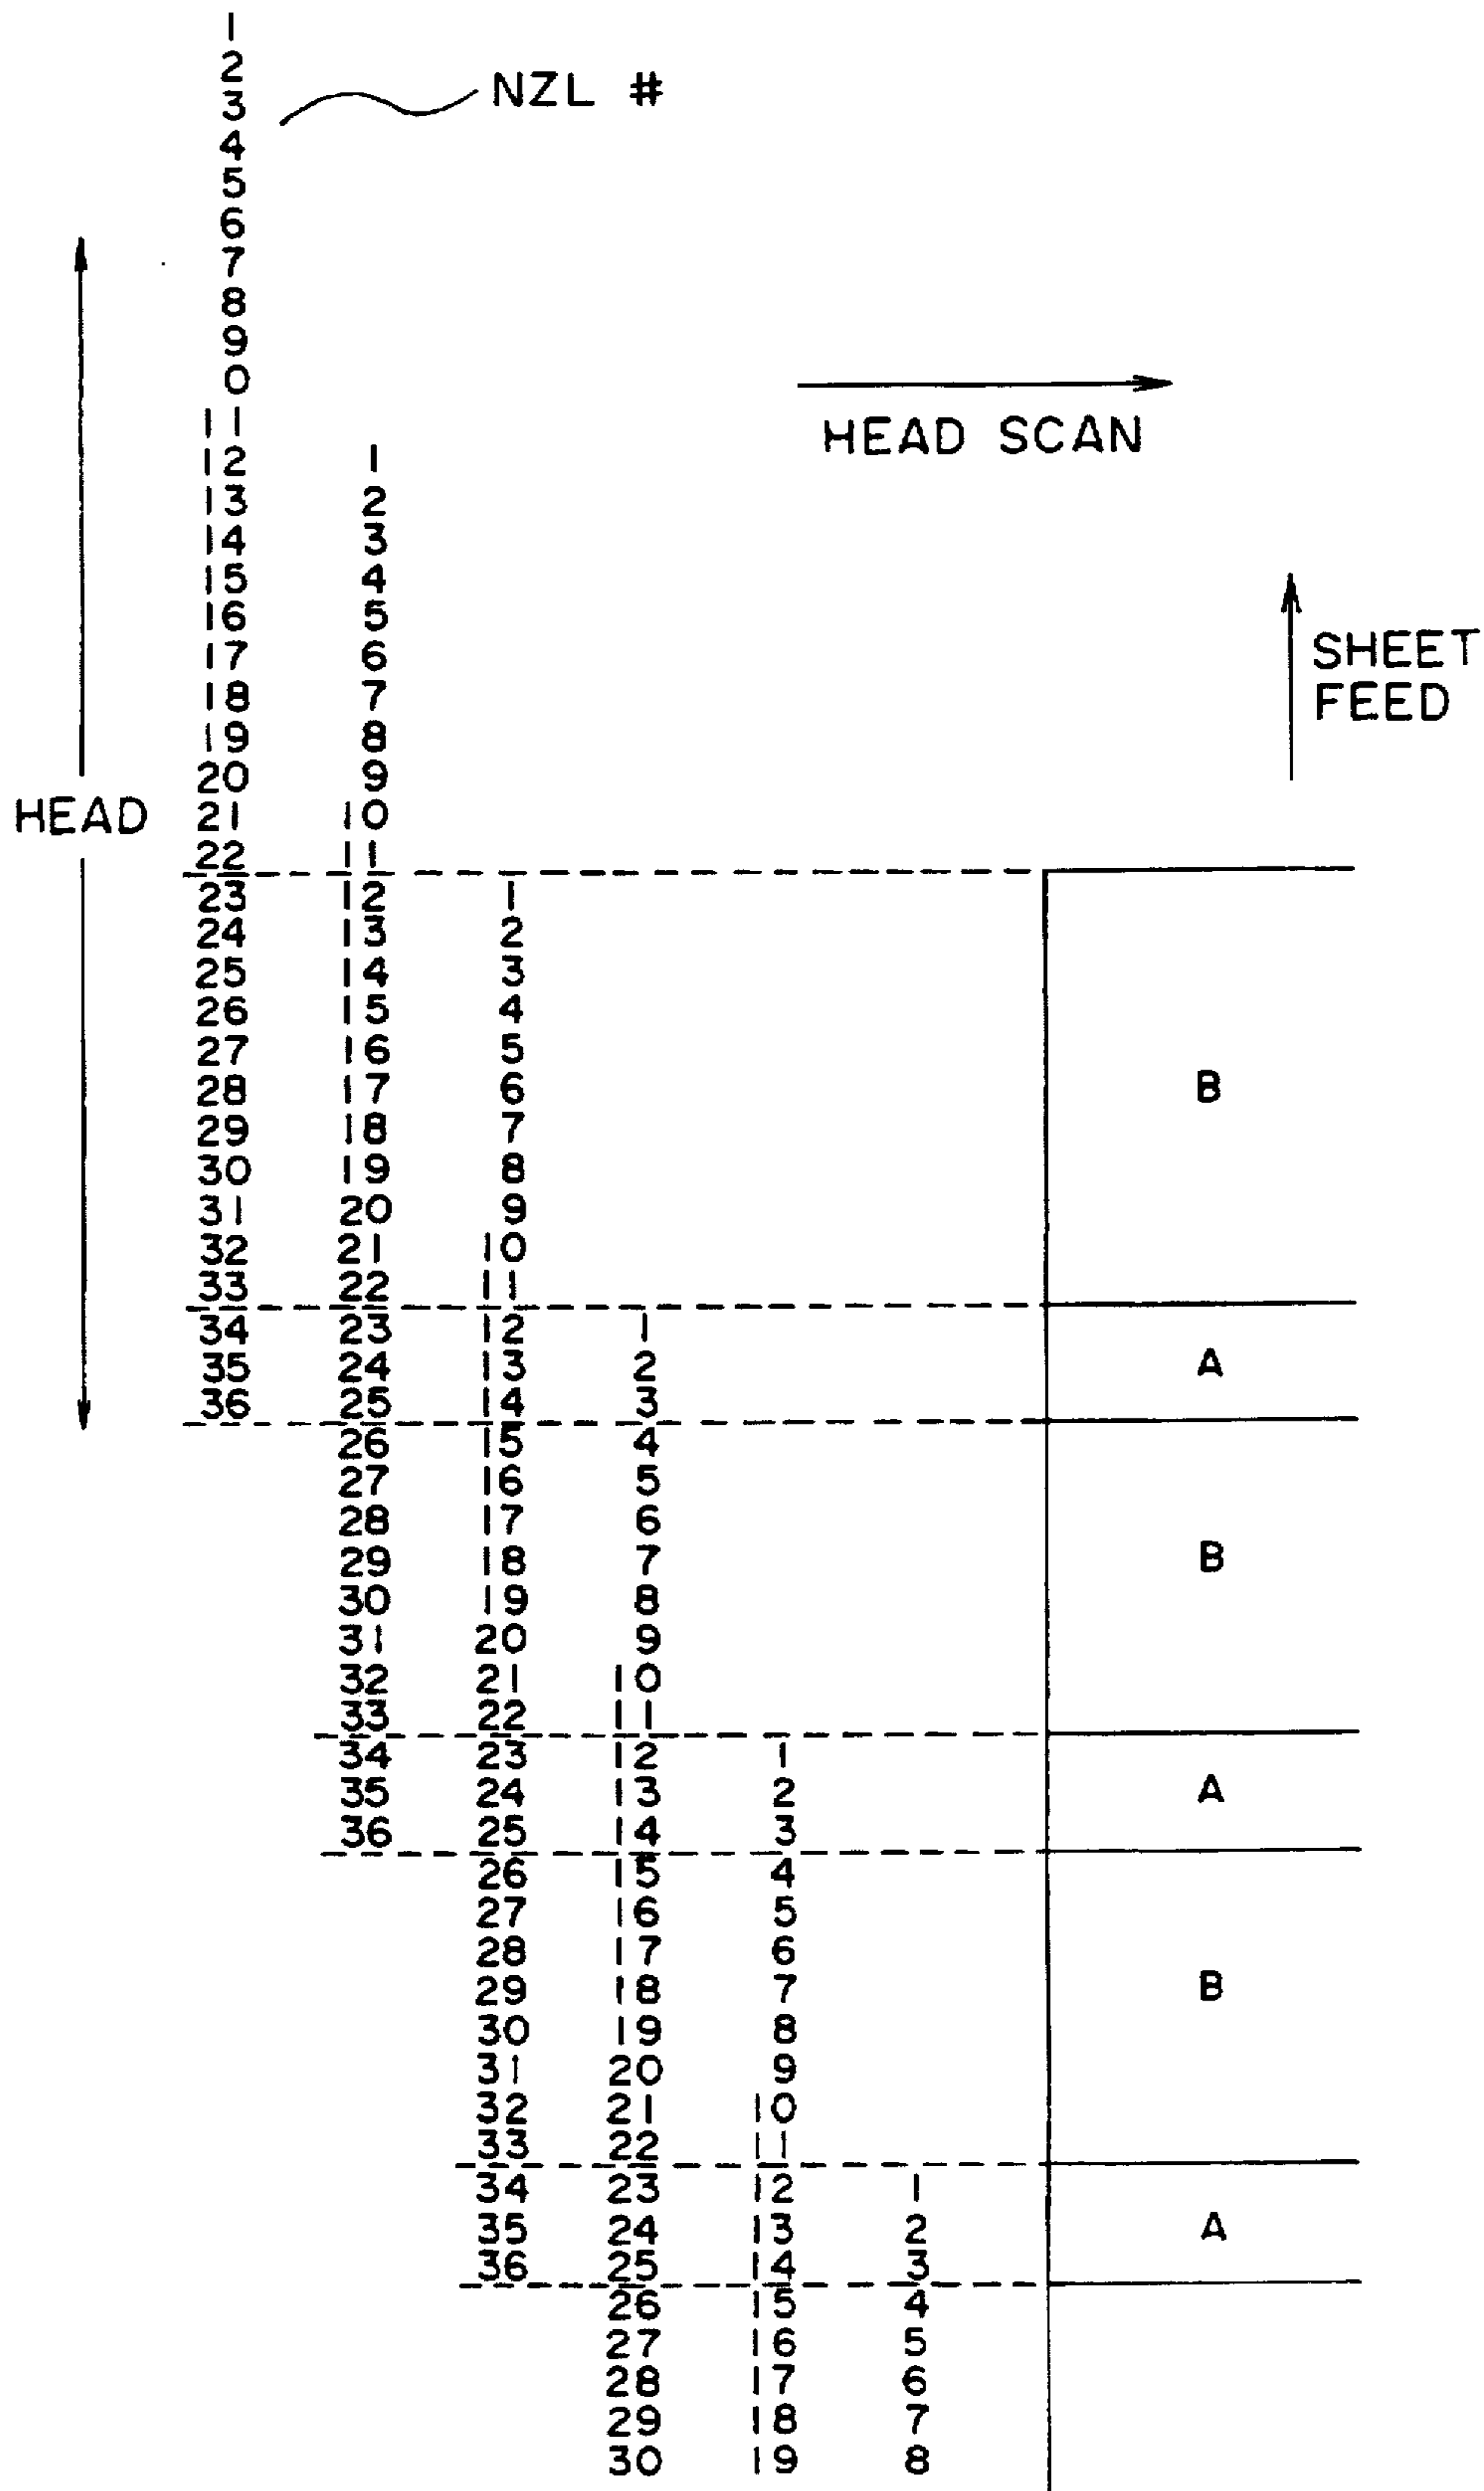 1
2
3 NZL #
4
5
6
7
8
9
0
11 HEAD SCAN
12 1
13 2
14 3
15 4
16 5
17 6 SHEET
18 7 FEED
19 8
20 9
HEAD 21 10
22 11
23 12 1
24 13 2
25 14 3
26 15 4
27 16 5
28 17 6 B
29 18 7
30 19 8
31 20 9
32 21 10
33 22 11
34 23 12 1
35 24 13 2 A
36 25 14 3
26 15 4
27 16 5
28 17 6
29 18 7 B
30 19 8
31 20 9
32 21 10
33 22 11
34 23 12 1
35 24 13 2 A
36 25 14 3
26 15 4
27 16 5
28 17 6
29 18 7 B
30 19 8
31 20 9
32 21 10
33 22 11
34 23 12 1
35 24 13 2 A
36 25 14 3
26 15 4
27 16 5
28 17 6
29 18 7
30 19 8